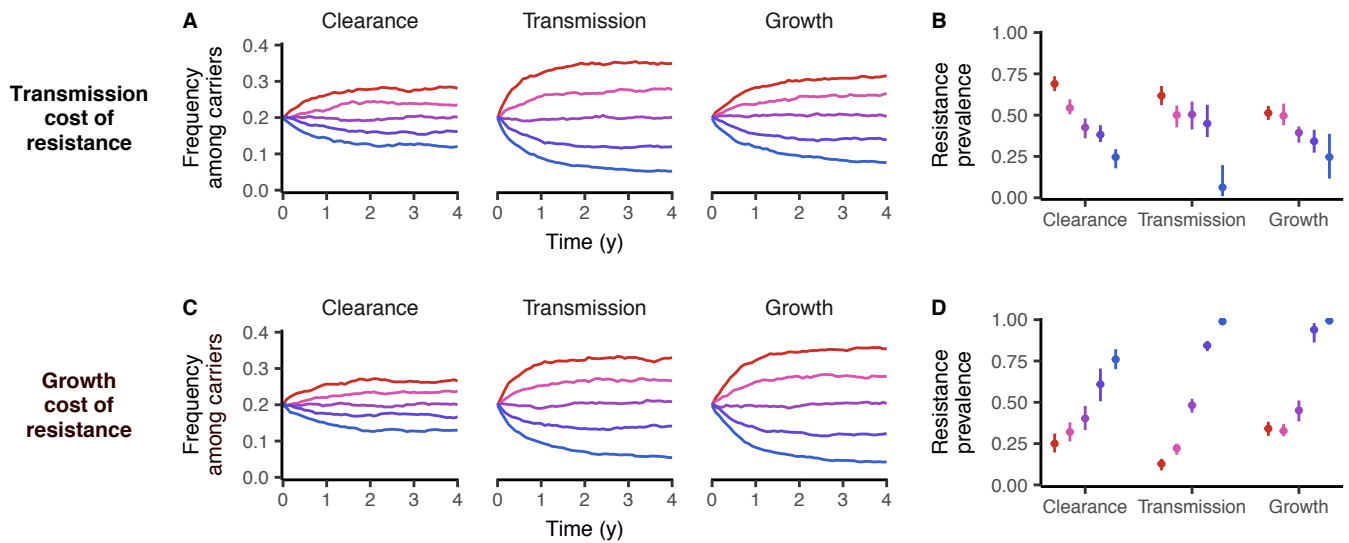 A
Clearance
Transmission
Growth
B
Transmission
cost of
resistance
Frequency
among carriers
0.4
0.3
0.2
0.1
0.0
0 1 2 3 4
0 1 2 3 4
0 1 2 3 4
Time (y)
Resistance
prevalence
1.00
0.75
0.50
0.25
0.00
Clearance Transmission Growth
C
Clearance
Transmission
Growth
D
Growth
cost of
resistance
Frequency
among carriers
0.4
0.3
0.2
0.1
0.0
0 1 2 3 4
0 1 2 3 4
0 1 2 3 4
Time (y)
Resistance
prevalence
1.00
0.75
0.50
0.25
0.00
Clearance Transmission Growth